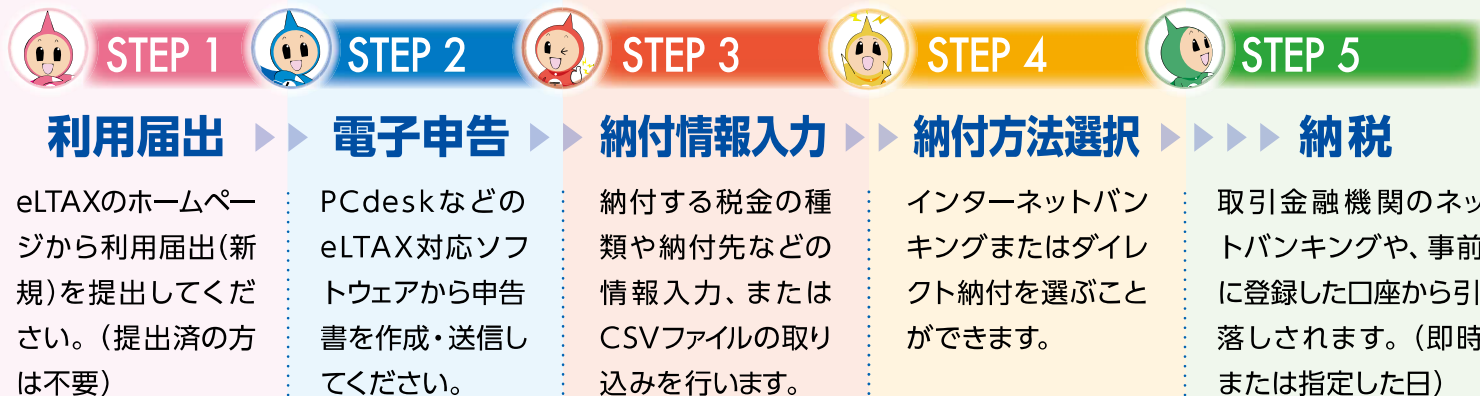 STEP 1
利用届出
eLTAXのホームペー
ジから利用届出(新
規)を提出してくだ
さい。(提出済の方
は不要)
STEP 2
電子申告
PCdeskなどの
eLTAX対応ソフ
トウェアから申告
書を作成・送信し
てください。
STEP 3
納付情報入力
納付する税金の種
類や納付先などの
情報入力、または
CSVファイルの取り
込みを行います。
STEP 4
納付方法選択
インターネットバン
キングまたはダイレ
クト納付を選ぶこと
ができます。
STEP 5
納税
取引金融機関のネッ
トバンキングや、事前
に登録した口座から引
落しされます。(即時
または指定した日)